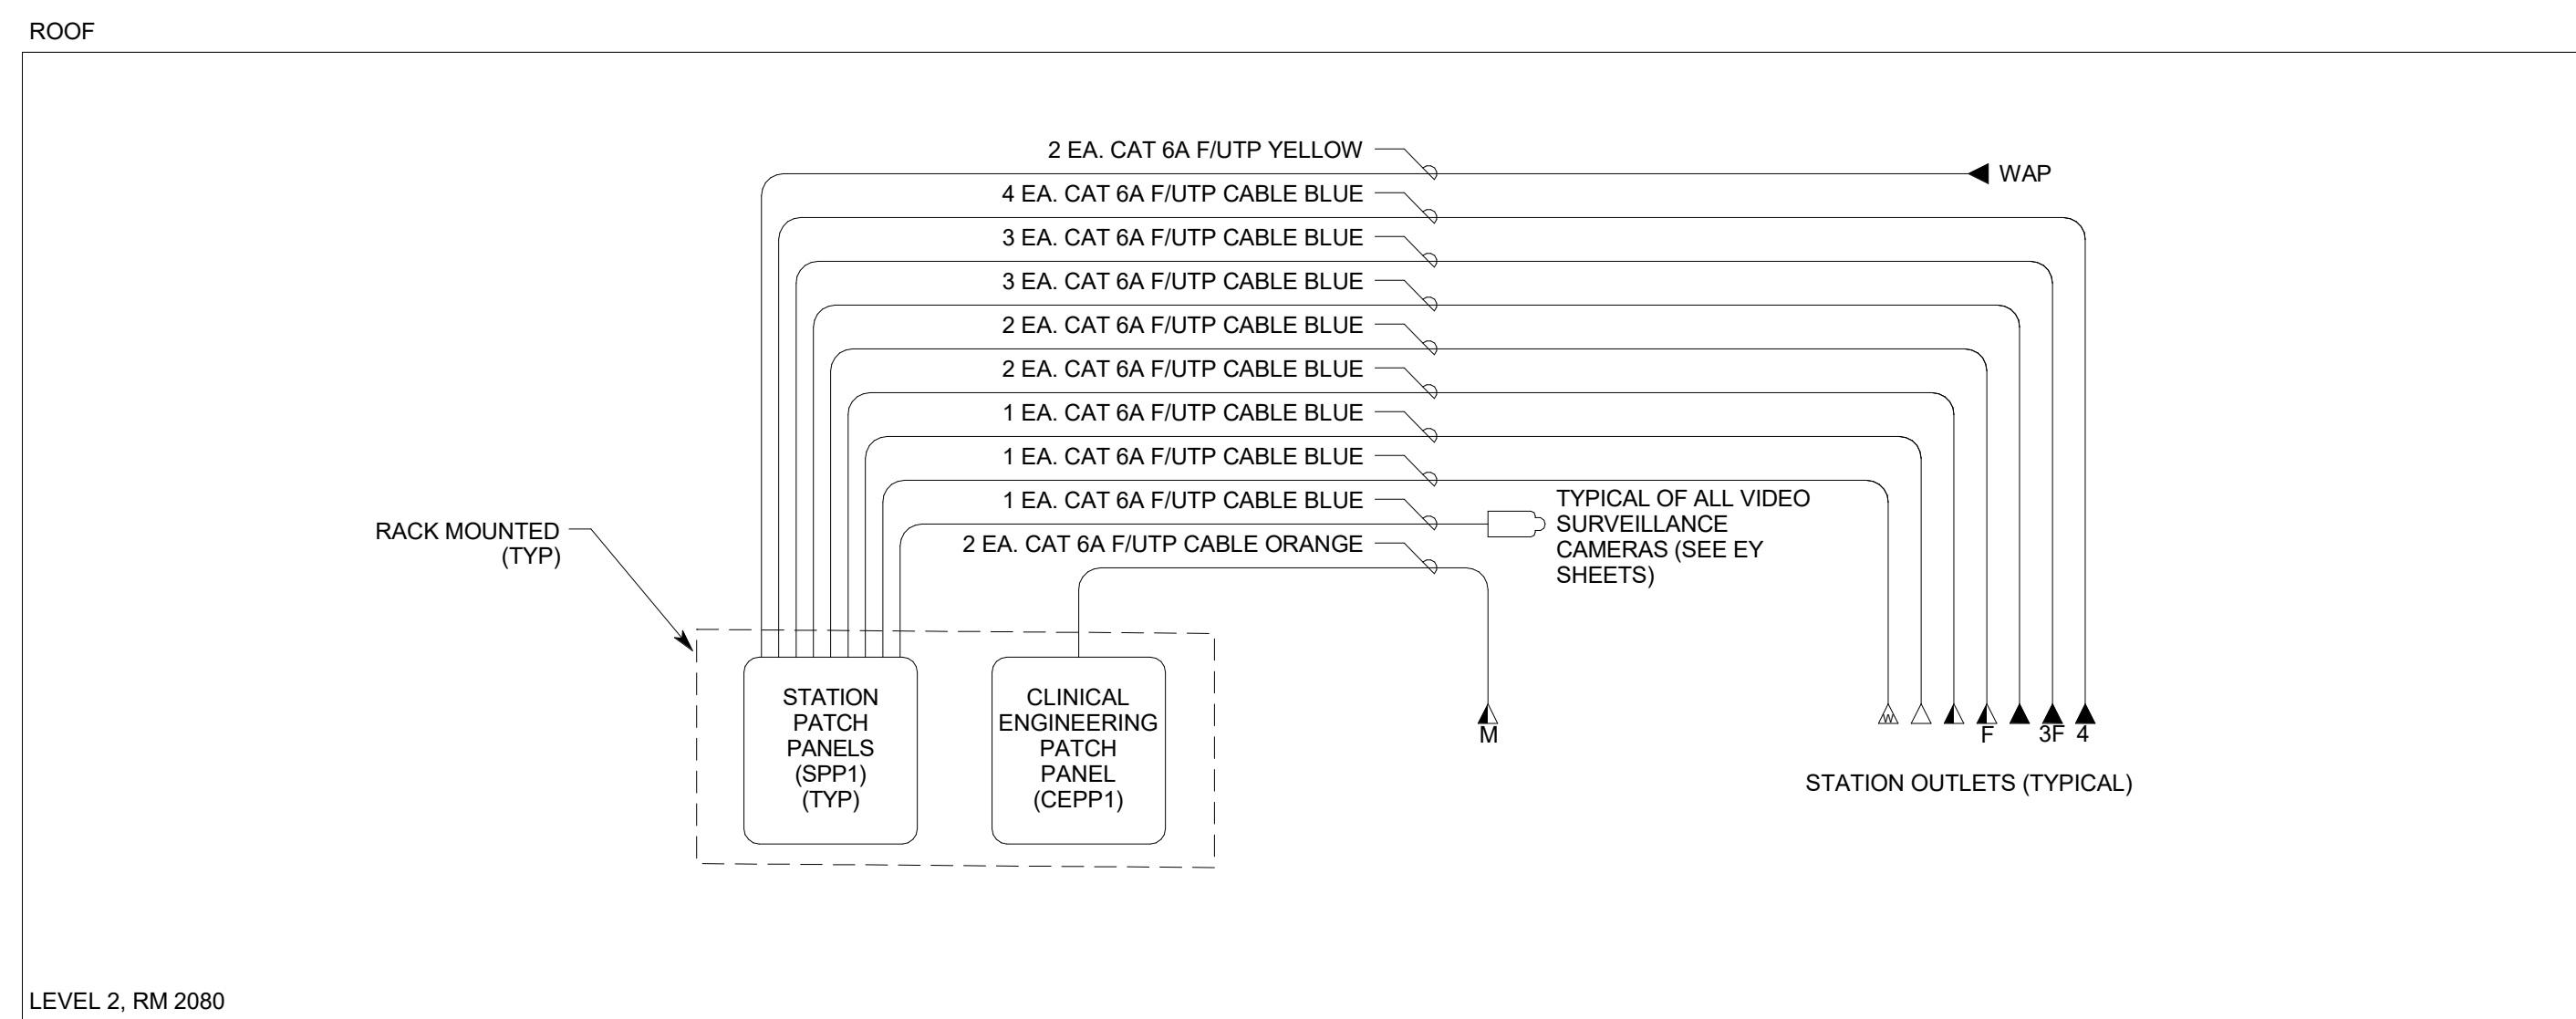 ROOF
2 EA. CAT 6A F/UTP YELLOW
WAP
4 EA. CAT 6A F/UTP CABLE BLUE
3 EA. CAT 6A F/UTP CABLE BLUE
3 EA. CAT 6A F/UTP CABLE BLUE
2 EA. CAT 6A F/UTP CABLE BLUE
2 EA. CAT 6A F/UTP CABLE BLUE
1 EA. CAT 6A F/UTP CABLE BLUE
1 EA. CAT 6A F/UTP CABLE BLUE
1 EA. CAT 6A F/UTP CABLE BLUE
2 EA. CAT 6A F/UTP CABLE ORANGE
TYPICAL OF ALL VIDEO
SURVEILLANCE
CAMERAS (SEE EY
SHEETS)
RACK MOUNTED
(TYP)
STATION
PATCH
PANELS
(SPP1)
(TYP)
CLINICAL
ENGINEERING
PATCH
PANEL
(CEPP1)
M
W
F
3F
4
STATION OUTLETS (TYPICAL)
LEVEL 2, RM 2080